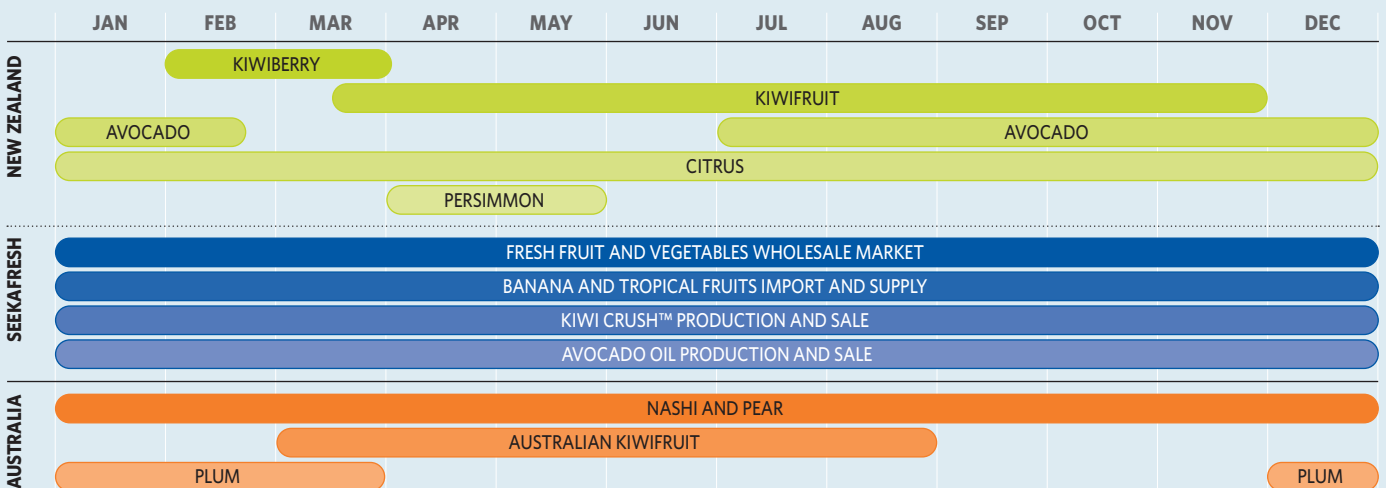 JAN FEB MAR APR MAY JUN JUL AUG SEP OCT NOV DEC
NEW ZEALAND
KIWIBERRY
KIWIFRUIT
AVOCADO AVOCADO
CITRUS
PERSIMMON
SEEKAFRESH
FRESH FRUIT AND VEGETABLES WHOLESALE MARKET
BANANA AND TROPICAL FRUITS IMPORT AND SUPPLY
KIWI CRUSH™ PRODUCTION AND SALE
AVOCADO OIL PRODUCTION AND SALE
AUSTRALIA
NASHI AND PEAR
AUSTRALIAN KIWIFRUIT
PLUM PLUM